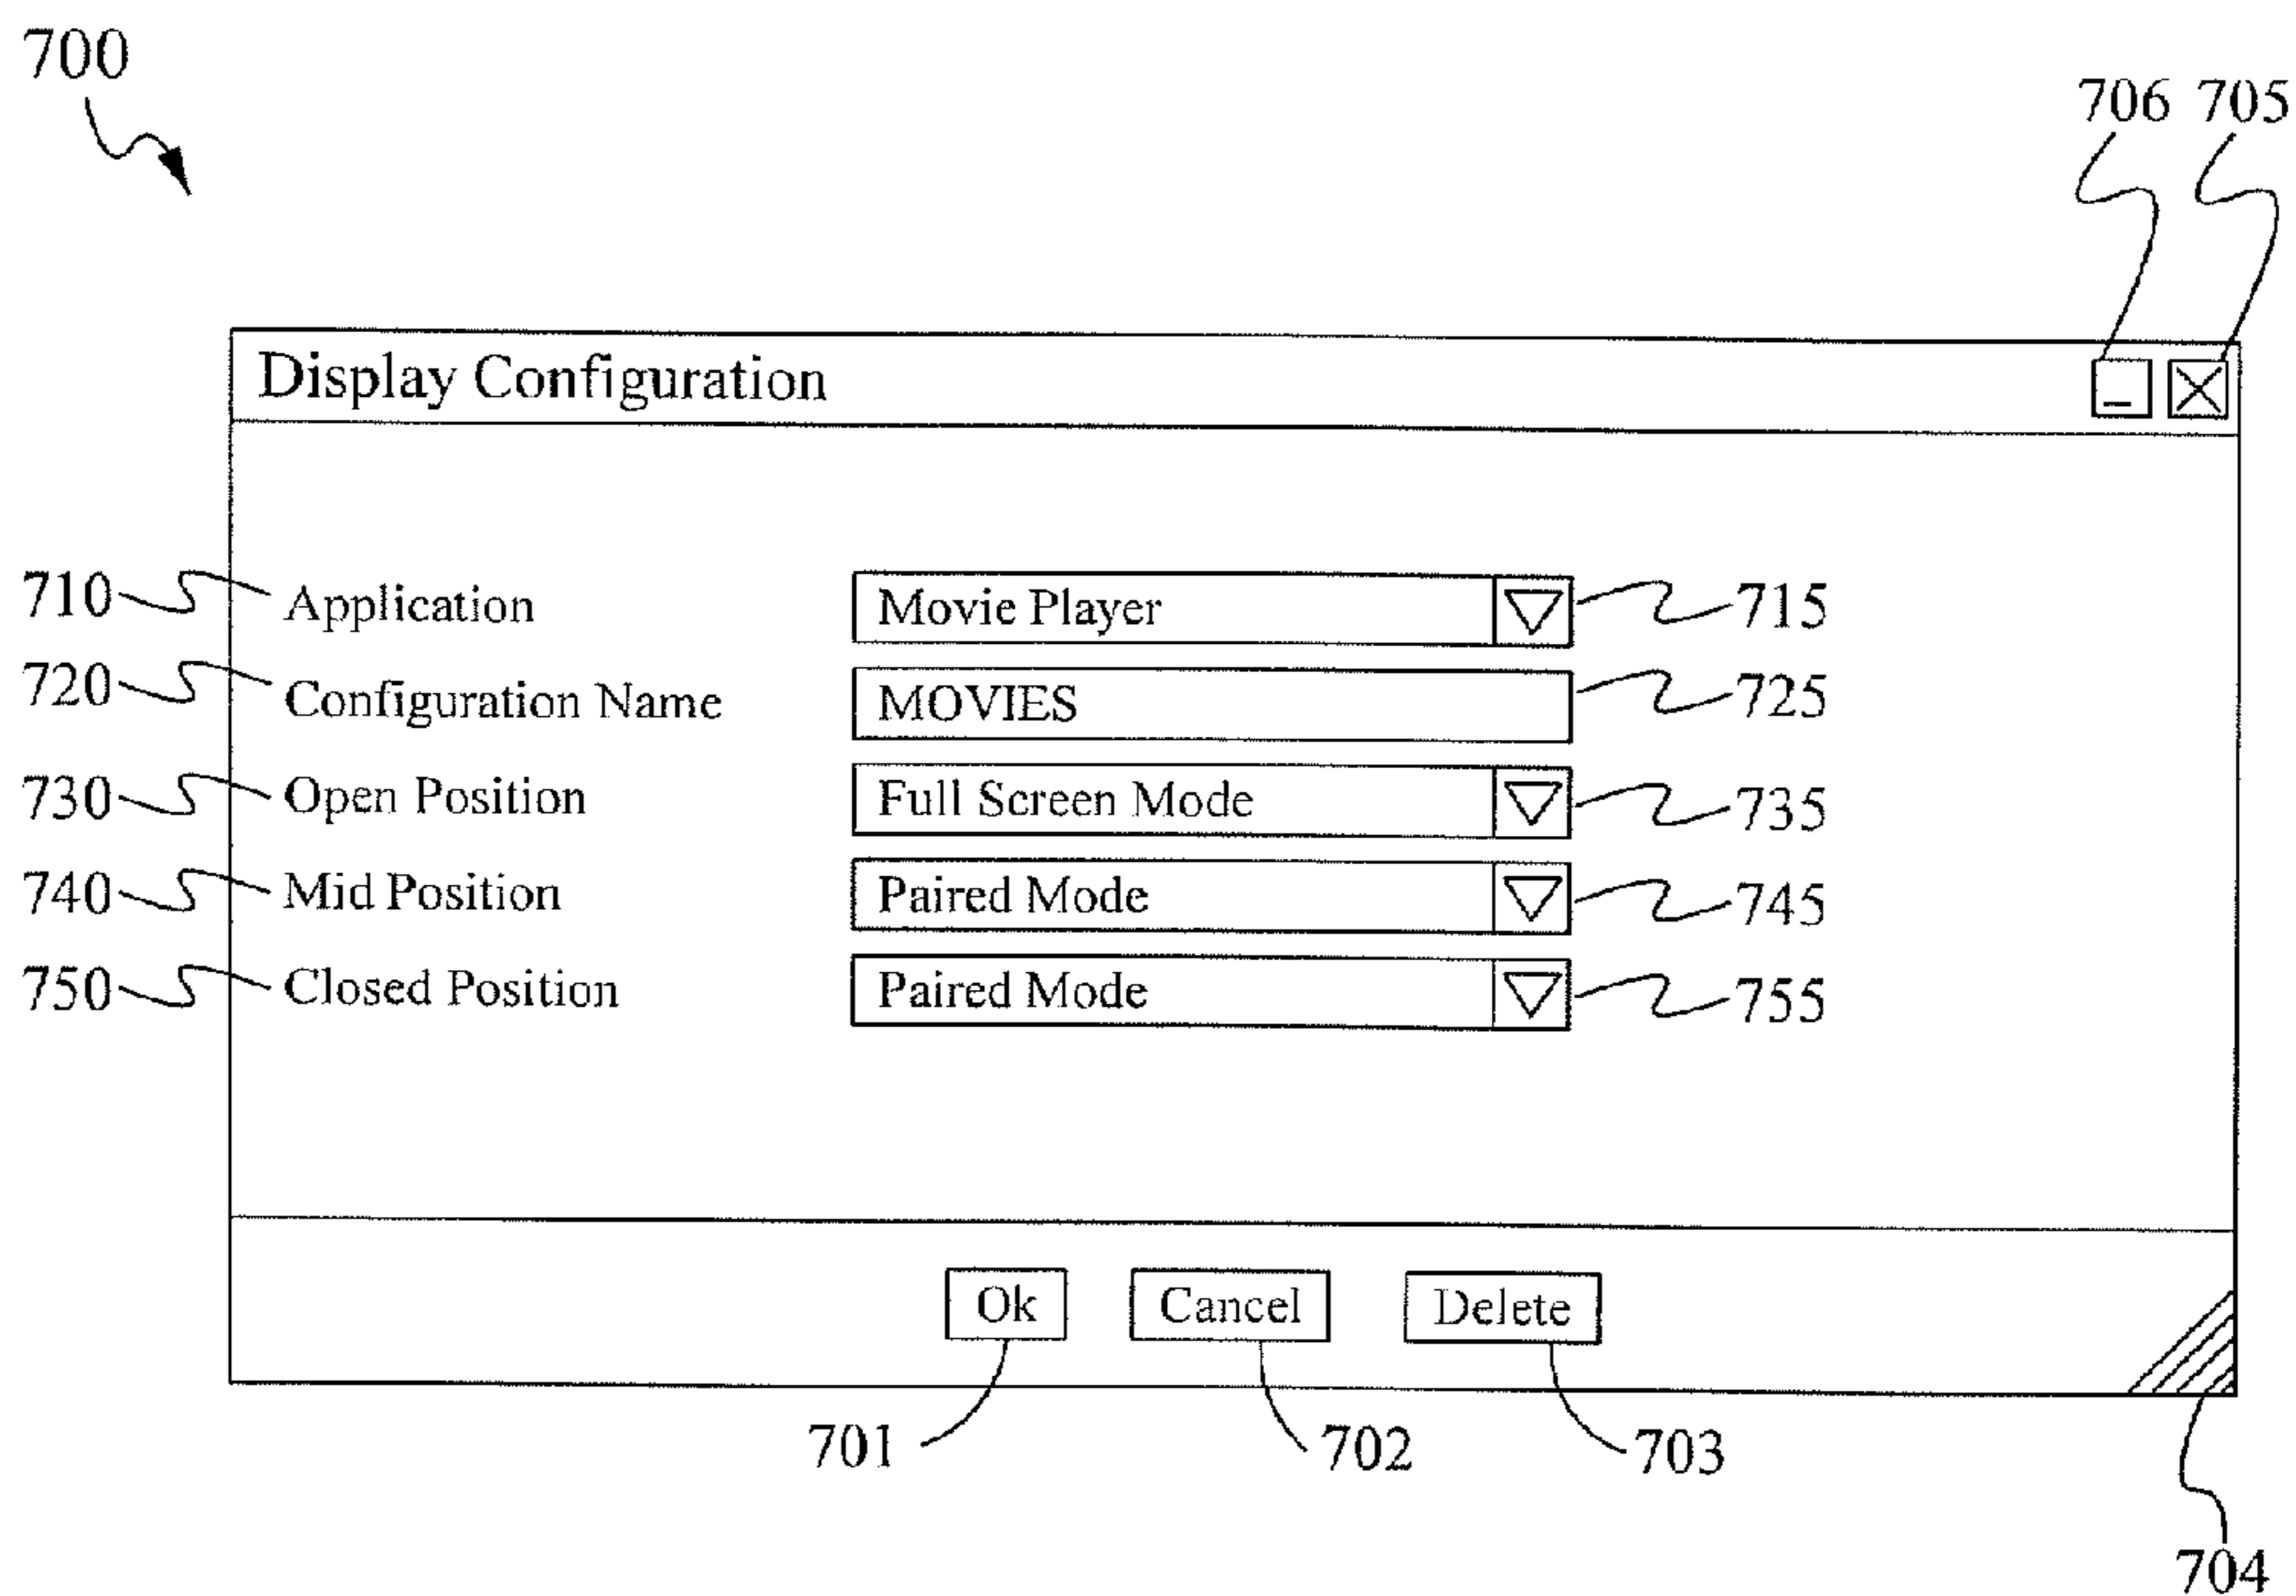 700
706 705
Display Configuration
710 Application Movie Player 715
720 Configuration Name MOVIES 725
730 Open Position Full Screen Mode 735
740 Mid Position Paired Mode 745
750 Closed Position Paired Mode 755
Ok Cancel Delete
701 702 703
704